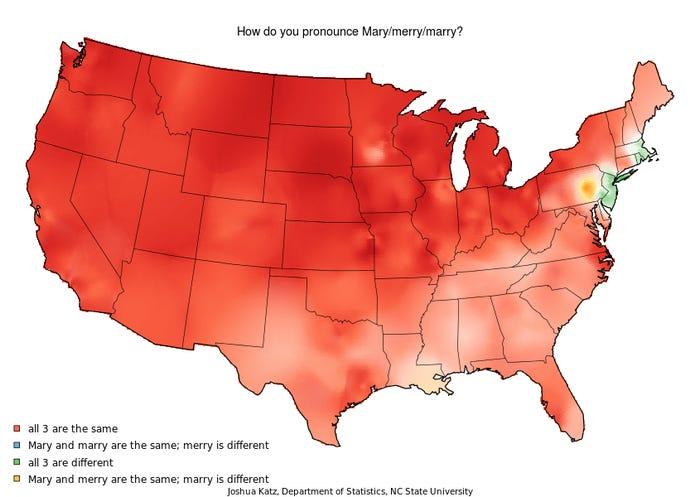 How do you pronounce Mary/merry/marry?
all 3 are the same
Mary and marry are the same; merry is different
all 3 are different
Mary and merry are the same; marry is different
Joshua Katz, Department of Statistics, NC State University